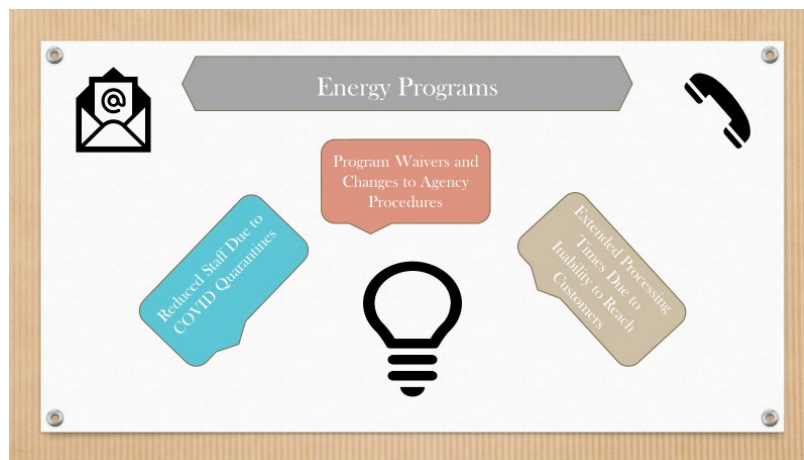 @
Energy Programs
Program Waivers and
Changes to Agency
Procedures
Reduced Staff Due to
COVID Quarantines
Extended Processing
Times Due to
Inability to Reach
Customers